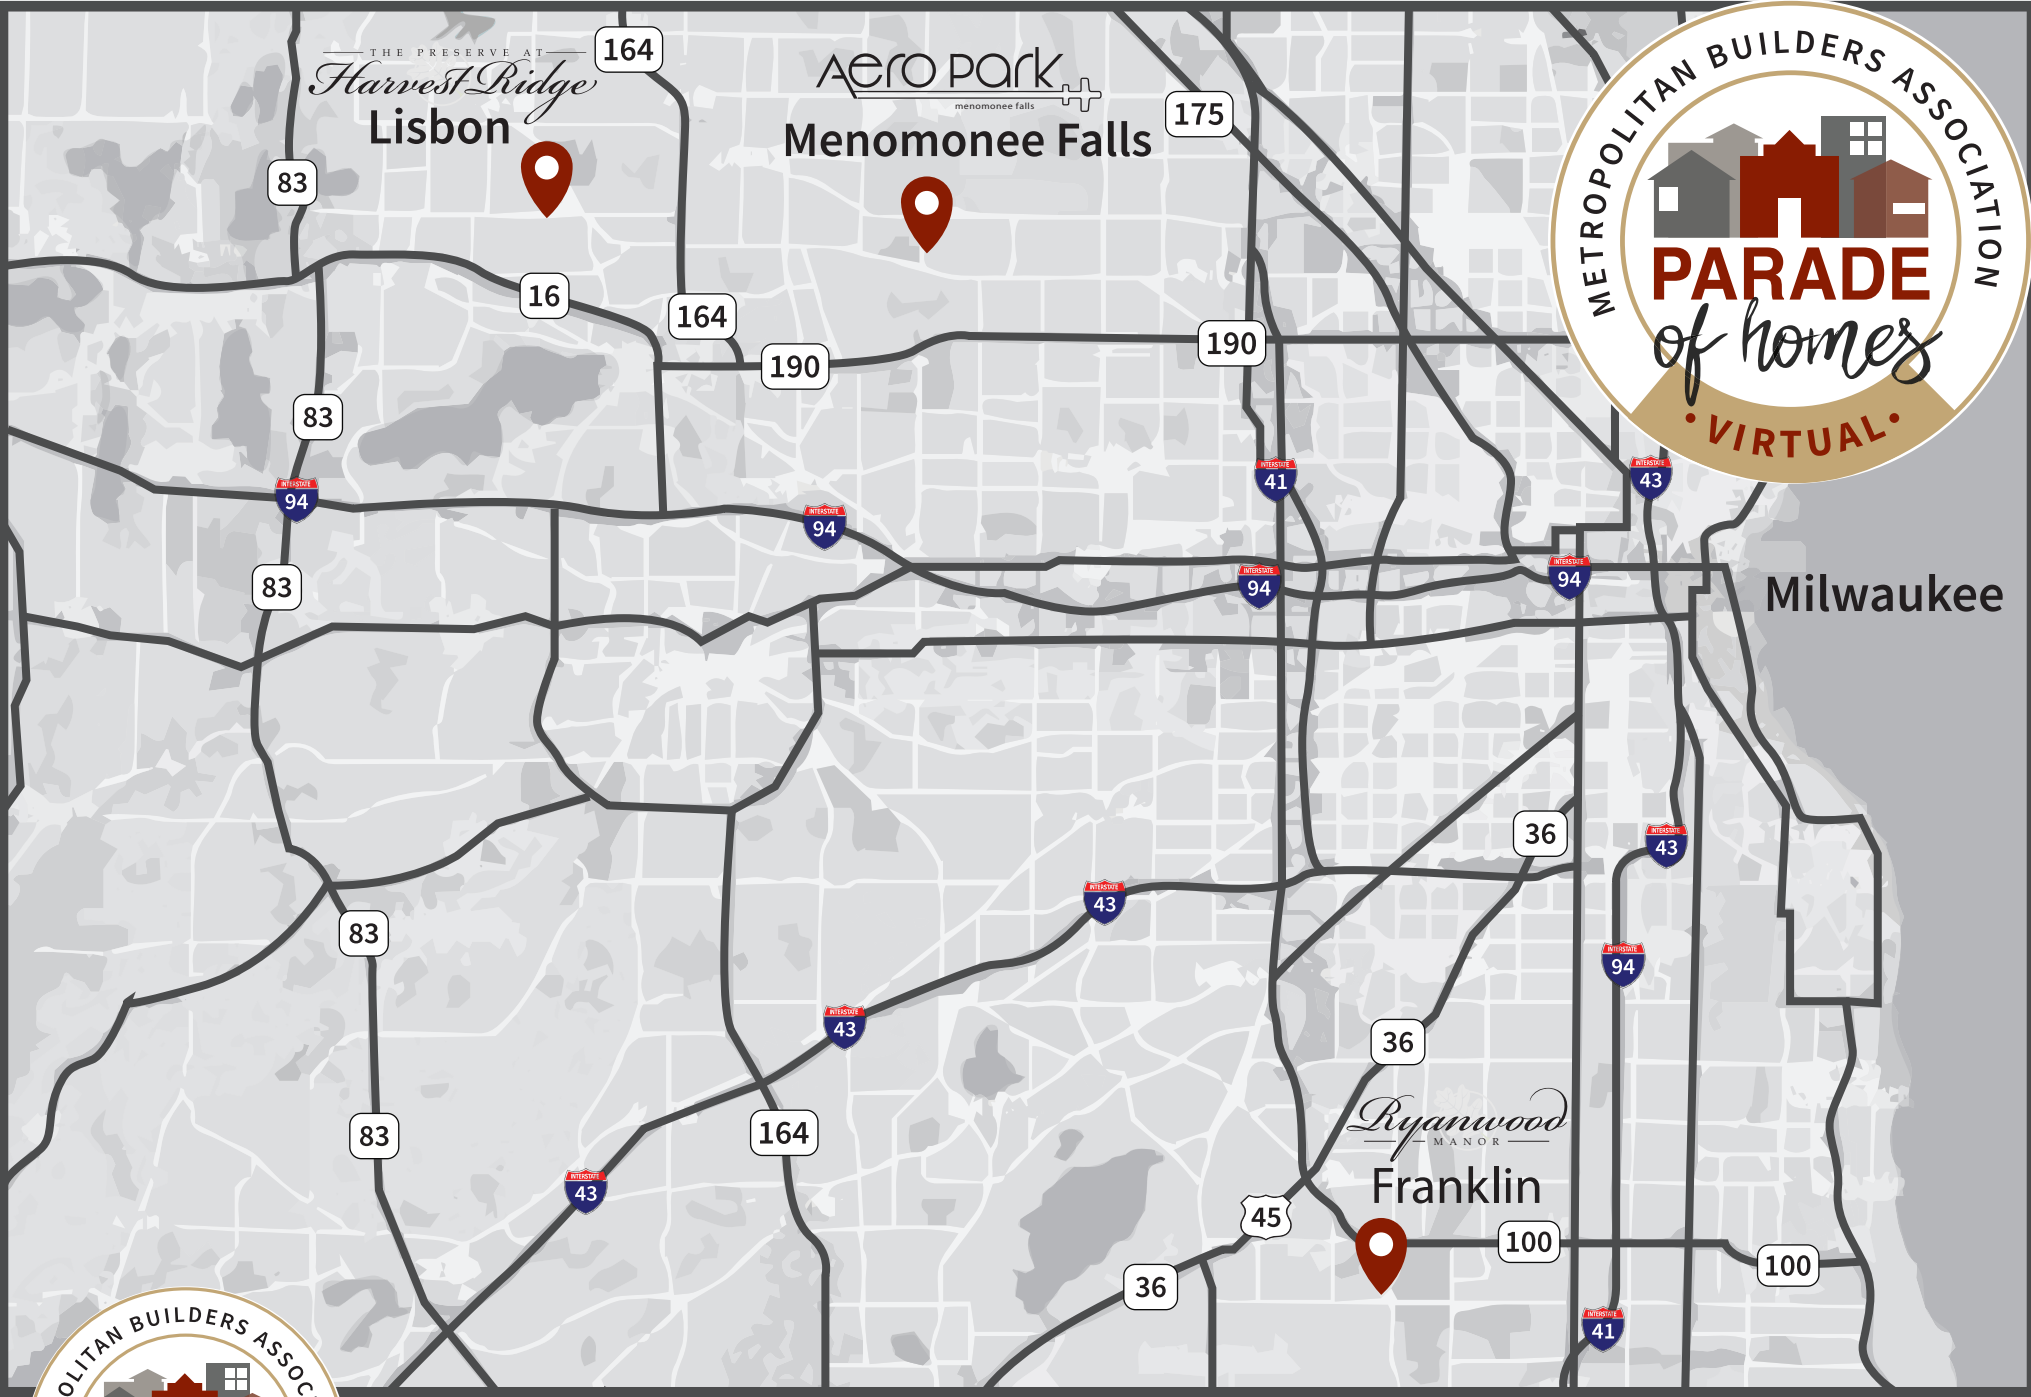 THE PRESERVE AT
Harvest Ridge
Lisbon
164
Aero Park
menomonee falls
Menomonee Falls
175
METROPOLITAN BUILDERS ASSOCIATION
PARADE
of homes
• VIRTUAL •
83
16
164
190
190
83
INTERSTATE
94
INTERSTATE
94
INTERSTATE
41
INTERSTATE
43
83
INTERSTATE
94
INTERSTATE
94
Milwaukee
36
INTERSTATE
43
INTERSTATE
43
83
INTERSTATE
94
INTERSTATE
43
36
83
164
Ryanwood
MANOR
Franklin
INTERSTATE
43
45
100
100
36
INTERSTATE
41
OLITAN BUILDERS ASSOC